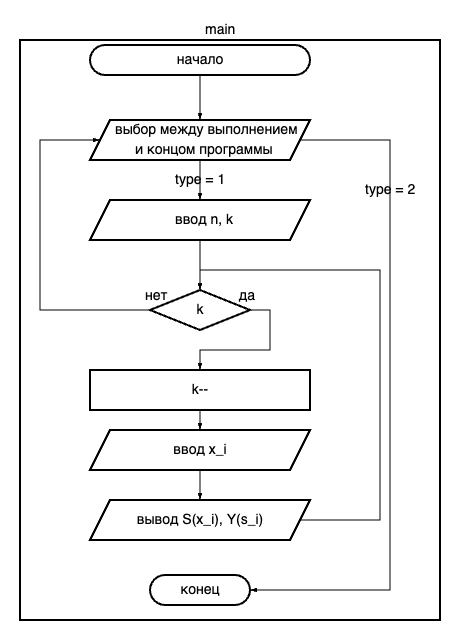 main
начало
выбор между выполнением
и концом программы
type = 1
type = 2
ввод n, k
нет
да
k
k--
ввод x_i
вывод S(x_i), Y(s_i)
конец